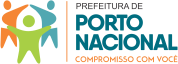 PREFEITURA DE
PORTO
NACIONAL
COMPROMISSO COM VOCÊ